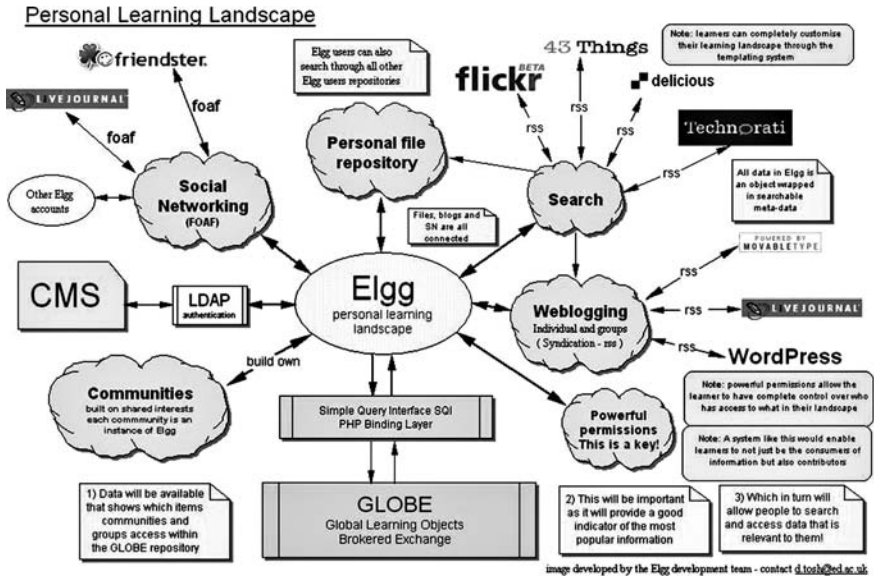 Personal Learning Landscape
friendster.
LIVEJOURNAL
foaf
foaf
Other Elgg
accounts
Social
Networking
(FOAF)
Elgg users can also
search through all other
Elgg users repositories
Personal file
repository
43 Things
flickr BETA
delicious
Technorati
rss
rss
rss
rss
Search
Note: learners can completely customise
their learning landscape through the
templating system
All data in Elgg is
an object wrapped
in searchable
meta-data
Files, blogs and
SN are all
connected
CMS
LDAP
authentication
Elgg
personal learning
landscape
Weblogging
Individual and groups
( Syndication - rss )
rss
rss
rss
POWERED BY
MOVABLETYPE
LIVEJOURNAL
WordPress
build own
Communities
built on shared interests
each commmunity is an
instance of Elgg
Simple Query Interface SQI
PHP Binding Layer
Powerful
permissions
This is a key!
Note: powerful permissions allow the
learner to have complete control over who
has access to what in their landscape
Note: A system like this would enable
learners to not just be the consumers of
information but also contributors
1) Data will be available
that shows which items
communities and
groups access within
the GLOBE repository
GLOBE
Global Learning Objects
Brokered Exchange
2) This will be important
as it will provide a good
indicator of the most
popular information
3) Which in turn will
allow people to search
and access data that is
relevant to them!
image developed by the Elgg development team - contact d.tosh@ed.ac.uk